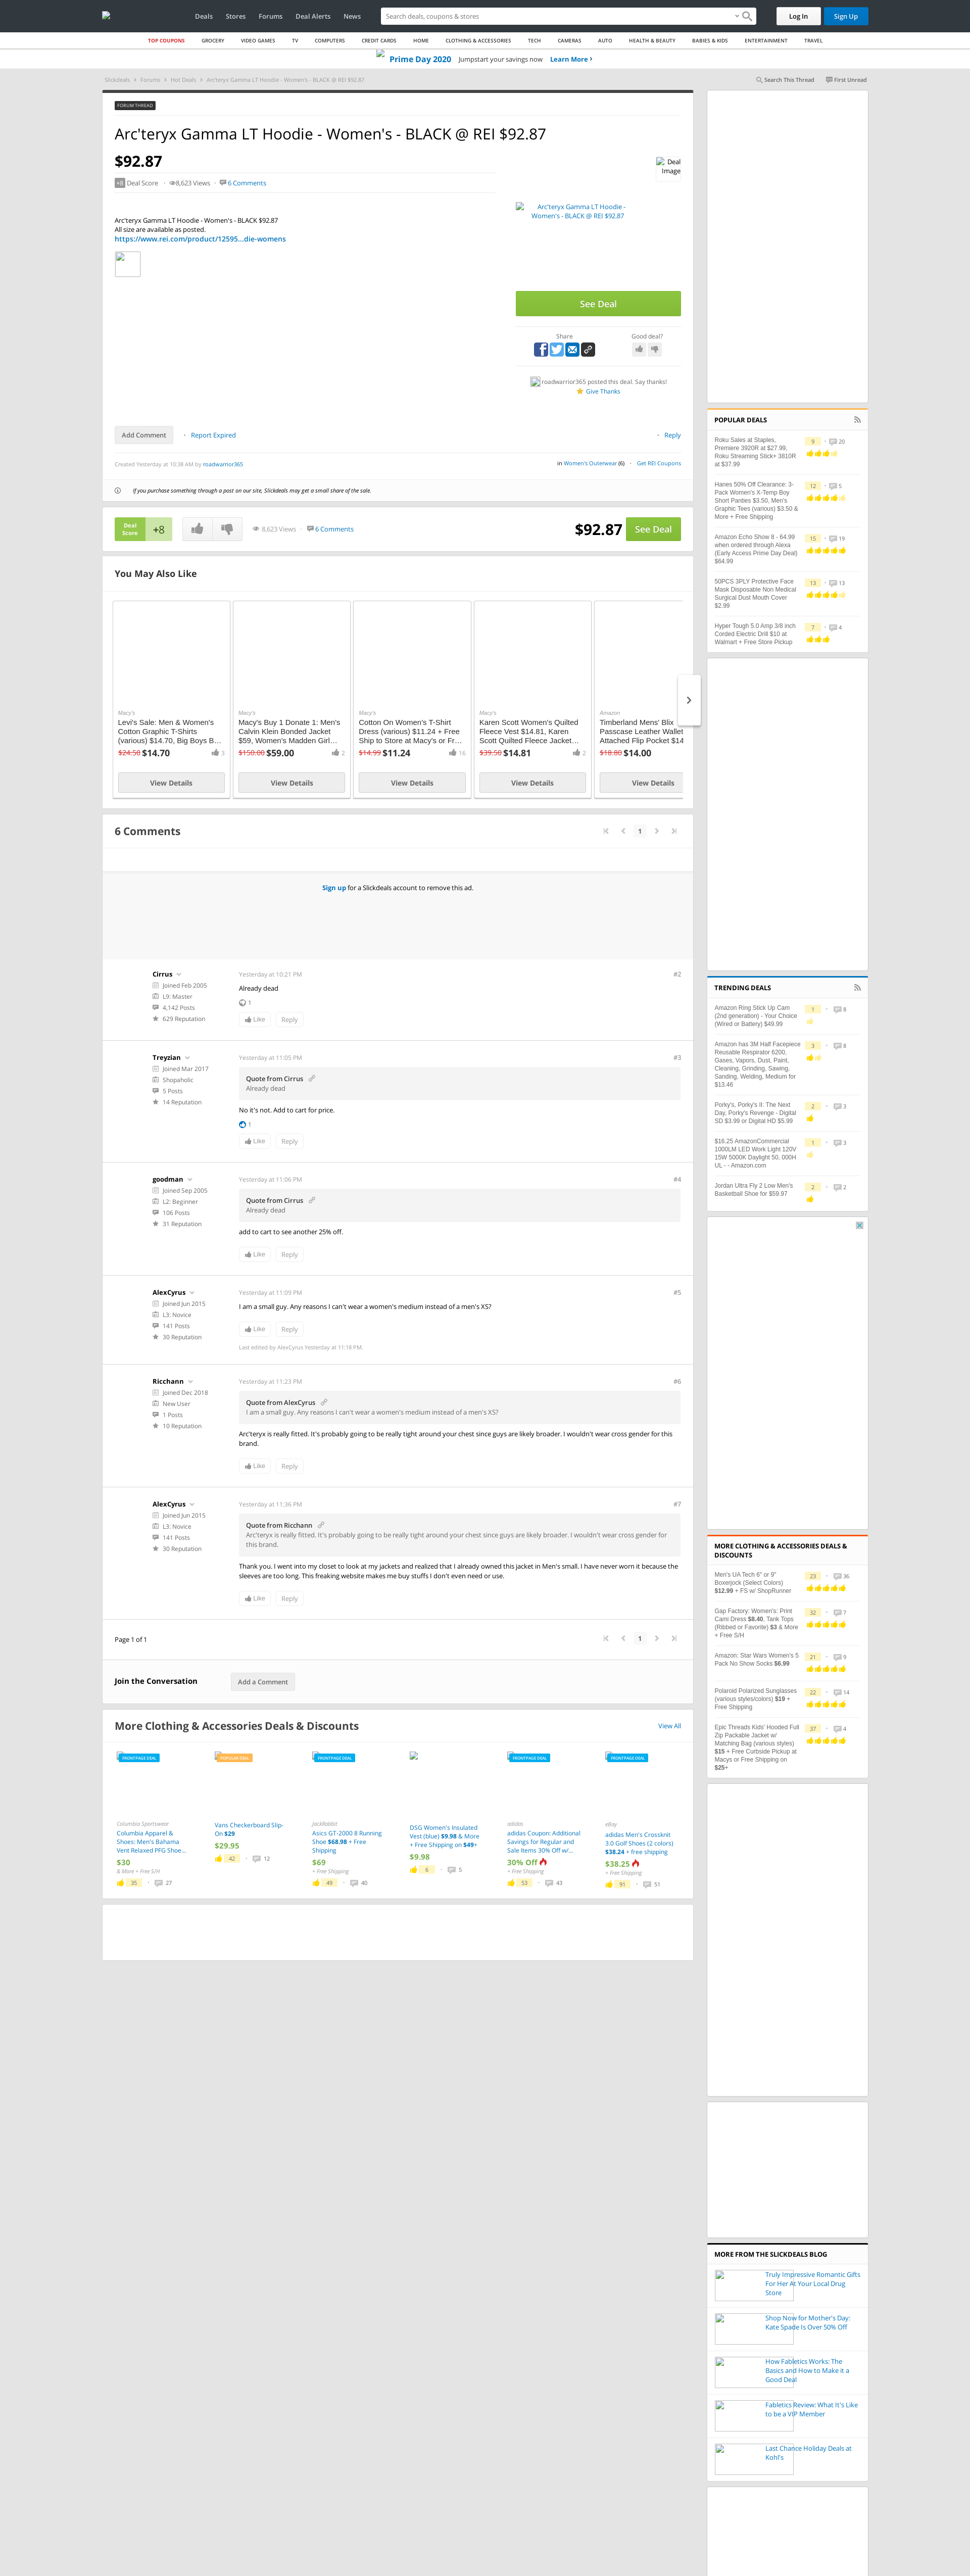 Deals
Stores
Forums
Deal Alerts
News
Search deals, coupons & stores
Log In
Sign Up
TOP COUPONS
GROCERY
VIDEO GAMES
TV
COMPUTERS
CREDIT CARDS
HOME
CLOTHING & ACCESSORIES
TECH
CAMERAS
AUTO
HEALTH & BEAUTY
BABIES & KIDS
ENTERTAINMENT
TRAVEL
Prime Day 2020 Jumpstart your savings now Learn More ›
Slickdeals › Forums › Hot Deals › Arc'teryx Gamma LT Hoodie - Women's - BLACK @ REI $92.87
Search This Thread
First Unread
FORUM THREAD
Arc'teryx Gamma LT Hoodie - Women's - BLACK @ REI $92.87
$92.87
+8 Deal Score · 8,623 Views · 6 Comments
Deal Image
Arc'teryx Gamma LT Hoodie - Women's - BLACK $92.87
All size are available as posted.
https://www.rei.com/product/12595...die-womens
Arc'teryx Gamma LT Hoodie -
Women's - BLACK @ REI $92.87
See Deal
Share
Good deal?
roadwarrior365 posted this deal. Say thanks!
Give Thanks
Add Comment · Report Expired
· Reply
Created Yesterday at 10:38 AM by roadwarrior365
in Women's Outerwear (6) · Get REI Coupons
If you purchase something through a post on our site, Slickdeals may get a small share of the sale.
Deal Score +8
8,623 Views · 6 Comments
$92.87 See Deal
You May Also Like
Macy's
Levi's Sale: Men & Women's
Cotton Graphic T-Shirts
(various) $14.70, Big Boys B...
$24.50 $14.70 3
View Details
Macy's
Macy's Buy 1 Donate 1: Men's
Calvin Klein Bonded Jacket
$59, Women's Madden Girl...
$150.00 $59.00 2
View Details
Macy's
Cotton On Women's T-Shirt
Dress (various) $11.24 + Free
Ship to Store at Macy's or Fr...
$14.99 $11.24 16
View Details
Macy's
Karen Scott Women's Quilted
Fleece Vest $14.81, Karen
Scott Quilted Fleece Jacket...
$39.50 $14.81 2
View Details
Amazon
Timberland Mens' Blix
Passcase Leather Wallet
Attached Flip Pocket $14
$18.80 $14.00
View Details
6 Comments
1
Sign up for a Slickdeals account to remove this ad.
Cirrus
Joined Feb 2005
L9: Master
4,142 Posts
629 Reputation
Yesterday at 10:21 PM
#2
Already dead
1
Like
Reply
Treyzian
Joined Mar 2017
Shopaholic
5 Posts
14 Reputation
Yesterday at 11:05 PM
#3
Quote from Cirrus
Already dead
No it's not. Add to cart for price.
1
Like
Reply
goodman
Joined Sep 2005
L2: Beginner
106 Posts
31 Reputation
Yesterday at 11:06 PM
#4
Quote from Cirrus
Already dead
add to cart to see another 25% off.
Like
Reply
AlexCyrus
Joined Jun 2015
L3: Novice
141 Posts
30 Reputation
Yesterday at 11:09 PM
#5
I am a small guy. Any reasons I can't wear a women's medium instead of a men's XS?
Like
Reply
Last edited by AlexCyrus Yesterday at 11:18 PM.
Ricchann
Joined Dec 2018
New User
1 Posts
10 Reputation
Yesterday at 11:23 PM
#6
Quote from AlexCyrus
I am a small guy. Any reasons I can't wear a women's medium instead of a men's XS?
Arc'teryx is really fitted. It's probably going to be really tight around your chest since guys are likely broader. I wouldn't wear cross gender for this
brand.
Like
Reply
AlexCyrus
Joined Jun 2015
L3: Novice
141 Posts
30 Reputation
Yesterday at 11:36 PM
#7
Quote from Ricchann
Arc'teryx is really fitted. It's probably going to be really tight around your chest since guys are likely broader. I wouldn't wear cross gender for
this brand.
Thank you. I went into my closet to look at my jackets and realized that I already owned this jacket in Men's small. I have never worn it because the
sleeves are too long. This freaking website makes me buy stuffs I don't even need or use.
Like
Reply
Page 1 of 1
1
Join the Conversation
Add a Comment
More Clothing & Accessories Deals & Discounts
View All
FRONTPAGE DEAL
Columbia Sportswear
Columbia Apparel &
Shoes: Men's Bahama
Vent Relaxed PFG Shoe...
$30
& More + Free S/H
35 · 27
POPULAR DEAL
Vans Checkerboard Slip-
On $29
$29.95
42 · 12
FRONTPAGE DEAL
JackRabbit
Asics GT-2000 8 Running
Shoe $68.98 + Free
Shipping
$69
+ Free Shipping
49 · 40
DSG Women's Insulated
Vest (blue) $9.98 & More
+ Free Shipping on $49+
$9.98
6 · 5
FRONTPAGE DEAL
adidas
adidas Coupon: Additional
Savings for Regular and
Sale Items 30% Off w/...
30% Off
+ Free Shipping
53 · 43
FRONTPAGE DEAL
eBay
adidas Men's Crossknit
3.0 Golf Shoes (2 colors)
$38.24 + free shipping
$38.25
+ Free Shipping
91 · 51
POPULAR DEALS
Roku Sales at Staples,
Premiere 3920R at $27.99,
Roku Streaming Stick+ 3810R
at $37.99
9 · 20
Hanes 50% Off Clearance: 3-
Pack Women's X-Temp Boy
Short Panties $3.50, Men's
Graphic Tees (various) $3.50 &
More + Free Shipping
12 · 5
Amazon Echo Show 8 - 64.99
when ordered through Alexa
(Early Access Prime Day Deal)
$64.99
15 · 19
50PCS 3PLY Protective Face
Mask Disposable Non Medical
Surgical Dust Mouth Cover
$2.99
13 · 13
Hyper Tough 5.0 Amp 3/8 inch
Corded Electric Drill $10 at
Walmart + Free Store Pickup
7 · 4
TRENDING DEALS
Amazon Ring Stick Up Cam
(2nd generation) - Your Choice
(Wired or Battery) $49.99
1 · 8
Amazon has 3M Half Facepiece
Reusable Respirator 6200,
Gases, Vapors, Dust, Paint,
Cleaning, Grinding, Sawing,
Sanding, Welding, Medium for
$13.46
3 · 8
Porky's, Porky's II: The Next
Day, Porky's Revenge - Digital
SD $3.99 or Digital HD $5.99
2 · 3
$16.25 AmazonCommercial
1000LM LED Work Light 120V
15W 5000K Daylight 50, 000H
UL - - Amazon.com
1 · 3
Jordan Ultra Fly 2 Low Men's
Basketball Shoe for $59.97
2 · 2
MORE CLOTHING & ACCESSORIES DEALS &
DISCOUNTS
Men's UA Tech 6" or 9"
Boxerjock (Select Colors)
$12.99 + FS w/ ShopRunner
23 · 36
Gap Factory: Women's: Print
Cami Dress $8.40, Tank Tops
(Ribbed or Favorite) $3 & More
+ Free S/H
32 · 7
Amazon: Star Wars Women's 5
Pack No Show Socks $6.99
21 · 9
Polaroid Polarized Sunglasses
(various styles/colors) $19 +
Free Shipping
22 · 14
Epic Threads Kids' Hooded Full
Zip Packable Jacket w/
Matching Bag (various styles)
$15 + Free Curbside Pickup at
Macys or Free Shipping on
$25+
37 · 4
MORE FROM THE SLICKDEALS BLOG
Truly Impressive Romantic Gifts
For Her At Your Local Drug
Store
Shop Now for Mother's Day:
Kate Spade Is Over 50% Off
How Fabletics Works: The
Basics and How to Make it a
Good Deal
Fabletics Review: What It's Like
to be a VIP Member
Last Chance Holiday Deals at
Kohl's